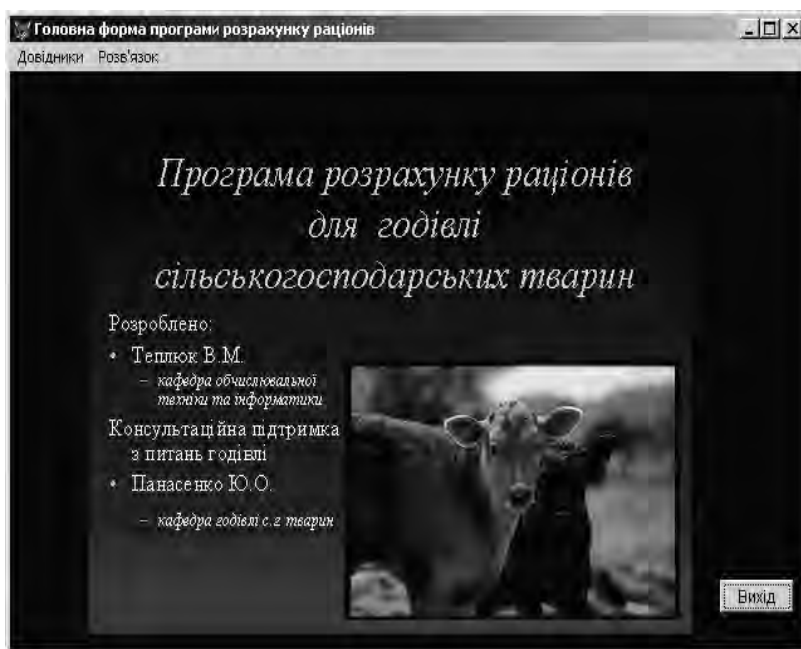 Головна форма програми розрахунку раціонів
Довідники Розв'язок
Програма розрахунку раціонів
для годівлі
сільськогосподарських тварин
Розроблено:
• Теплюк В.М.
– кафедра обчислювальної
техніки та інформатики
Консультаційна підтримка
з питань годівлі
• Панасенко Ю.О.
– кафедра годівлі с.г тварин
Вихід